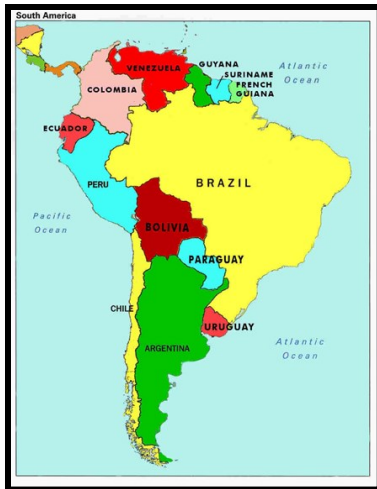 South America
VENEZUELA
GUYANA
SURINAME
FRENCH
GUIANA
Atlantic
Ocean
COLOMBIA
ECUADOR
PERU
BRAZIL
Pacific
Ocean
BOLIVIA
PARAGUAY
CHILE
URUGUAY
ARGENTINA
Atlantic
Ocean